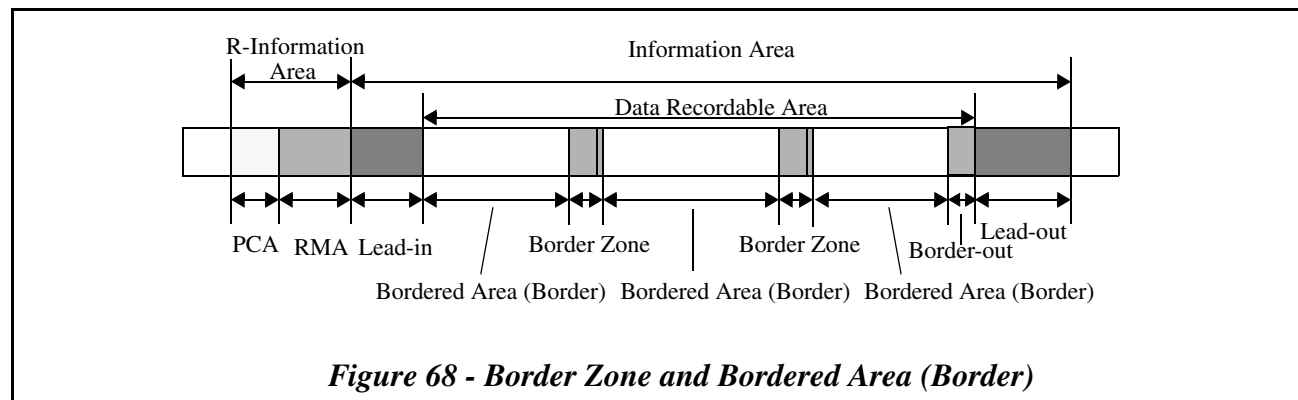 R-Information
Area
Information Area
Data Recordable Area
PCA
RMA
Lead-in
Border Zone
Border Zone
Border-out
Lead-out
Bordered Area (Border)
Bordered Area (Border)
Bordered Area (Border)
Figure 68 - Border Zone and Bordered Area (Border)